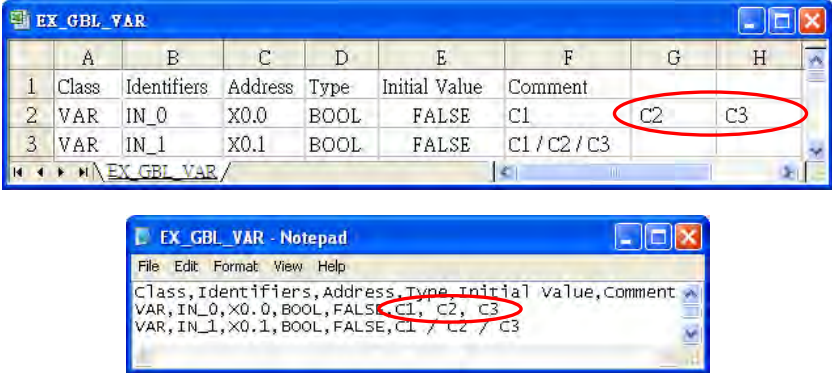 EX_GBL_VAR
A B C D E F G H
1 Class Identifiers Address Type Initial Value Comment
2 VAR IN_0 X0.0 BOOL FALSE C1 C2 C3
3 VAR IN_1 X0.1 BOOL FALSE C1 / C2 / C3
EX_GBL_VAR
EX_GBL_VAR - Notepad
File Edit Format View Help
Class,Identifiers,Address,Type,Initial Value,Comment
VAR,IN_0,X0.0,BOOL,FALSE,C1, C2, C3
VAR,IN_1,X0.1,BOOL,FALSE,C1 / C2 / C3